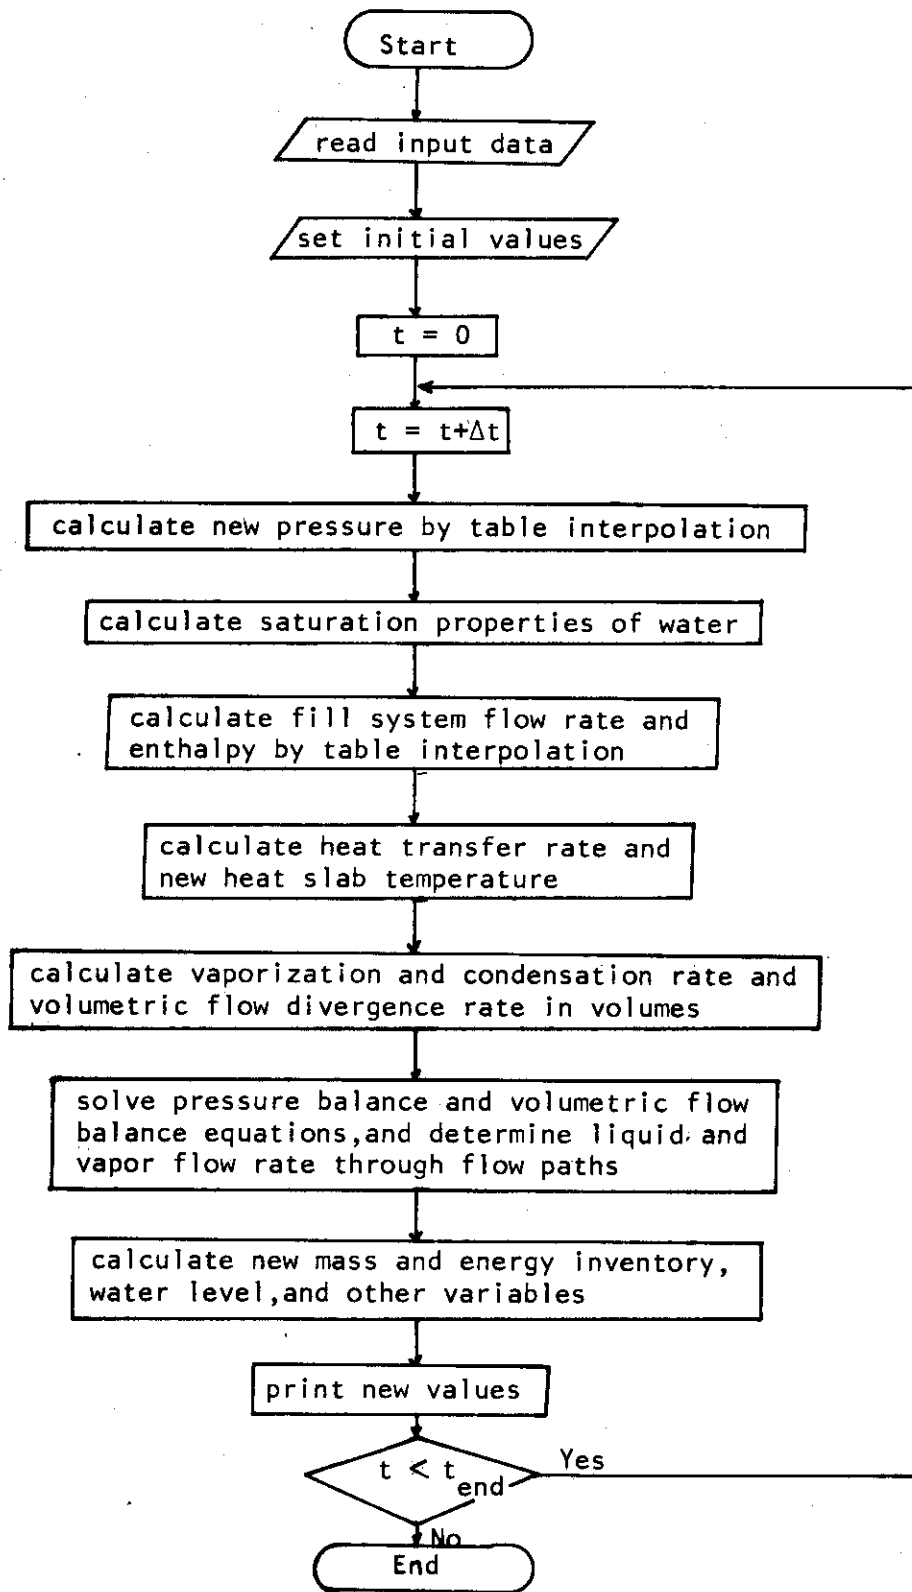 Start
read input data
set initial values
t = 0
t = t+Δt
calculate new pressure by table interpolation
calculate saturation properties of water
calculate fill system flow rate and
enthalpy by table interpolation
calculate heat transfer rate and
new heat slab temperature
calculate vaporization and condensation rate and
volumetric flow divergence rate in volumes
solve pressure balance and volumetric flow
balance equations,and determine liquid and
vapor flow rate through flow paths
calculate new mass and energy inventory,
water level,and other variables
print new values
t < t end
Yes
No
End